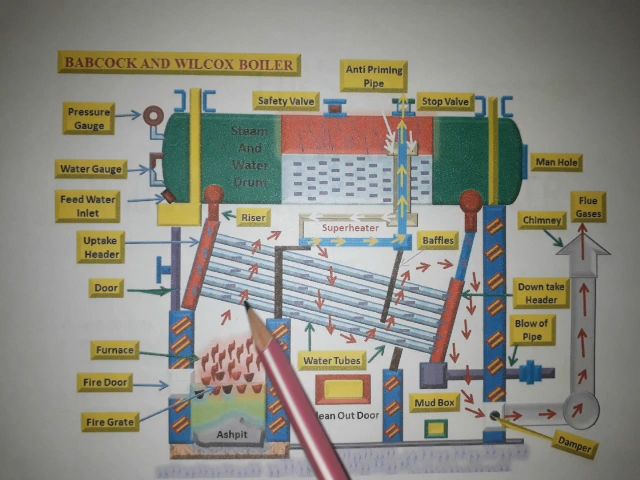 BABCOCK AND WILCOX BOILER
Anti Priming
Pipe
Safety Valve
Stop Valve
Pressure
Gauge
Steam
And
Water
Drum
Water Gauge
Man Hole
Feed Water
Inlet
Riser
Superheater
Chimney
Flue
Gases
Uptake
Header
Baffles
Door
Down take
Header
Blow of
Pipe
Furnace
Water Tubes
Fire Door
Mud Box
Fire Grate
lean Out Door
Ashpit
Damper